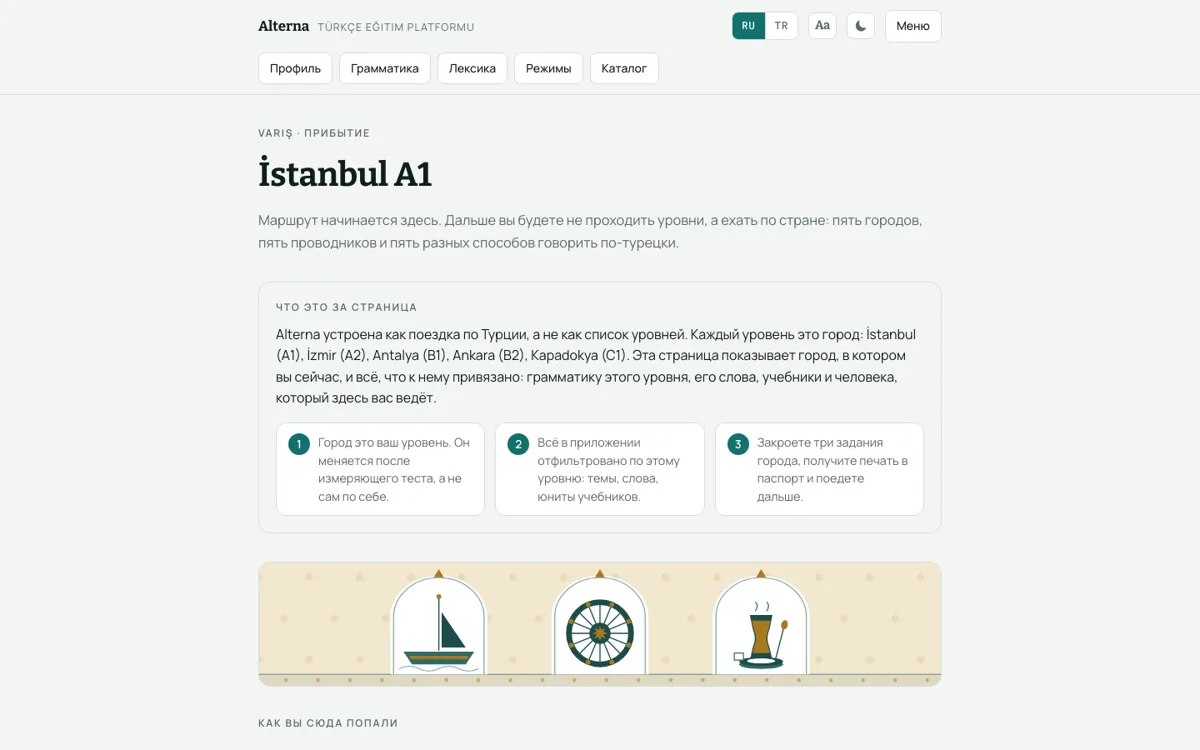 Alterna TÜRKÇE EĞITIM PLATFORMU
RU TR Aa Меню
Профиль Грамматика Лексика Режимы Каталог
VARIŞ · ПРИБЫТИЕ
İstanbul A1
Маршрут начинается здесь. Дальше вы будете не проходить уровни, а ехать по стране: пять городов,
пять проводников и пять разных способов говорить по-турецки.
ЧТО ЭТО ЗА СТРАНИЦА
Alterna устроена как поездка по Турции, а не как список уровней. Каждый уровень это город: İstanbul
(A1), İzmir (A2), Antalya (B1), Ankara (B2), Kapadokya (C1). Эта страница показывает город, в котором
вы сейчас, и всё, что к нему привязано: грамматику этого уровня, его слова, учебники и человека,
который здесь вас ведёт.
1
Город это ваш уровень. Он
меняется после
измеряющего теста, а не
сам по себе.
2
Всё в приложении
отфильтровано по этому
уровню: темы, слова,
юниты учебников.
3
Закроете три задания
города, получите печать в
паспорт и поедете
дальше.
КАК ВЫ СЮДА ПОПАЛИ